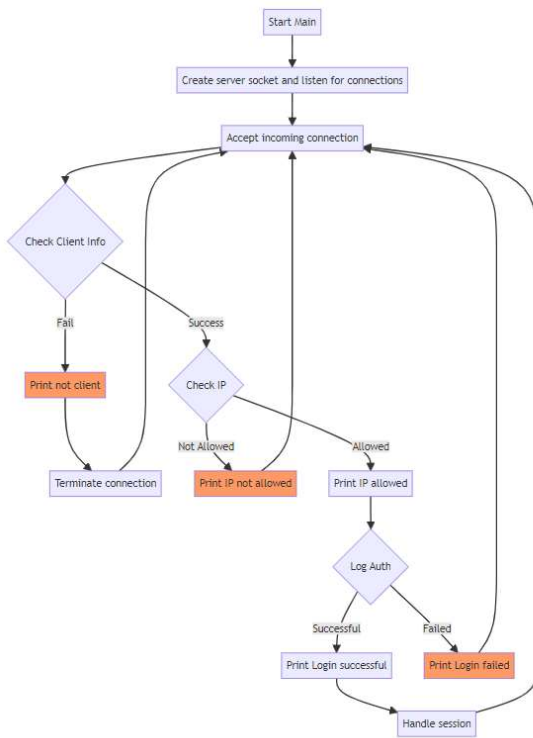 Start Main
Create server socket and listen for connections
Accept incoming connection
Check Client Info
Fail
Success
Print not client
Check IP
Not Allowed
Allowed
Terminate connection
Print IP not allowed
Print IP allowed
Log Auth
Successful
Failed
Print Login successful
Print Login failed
Handle session